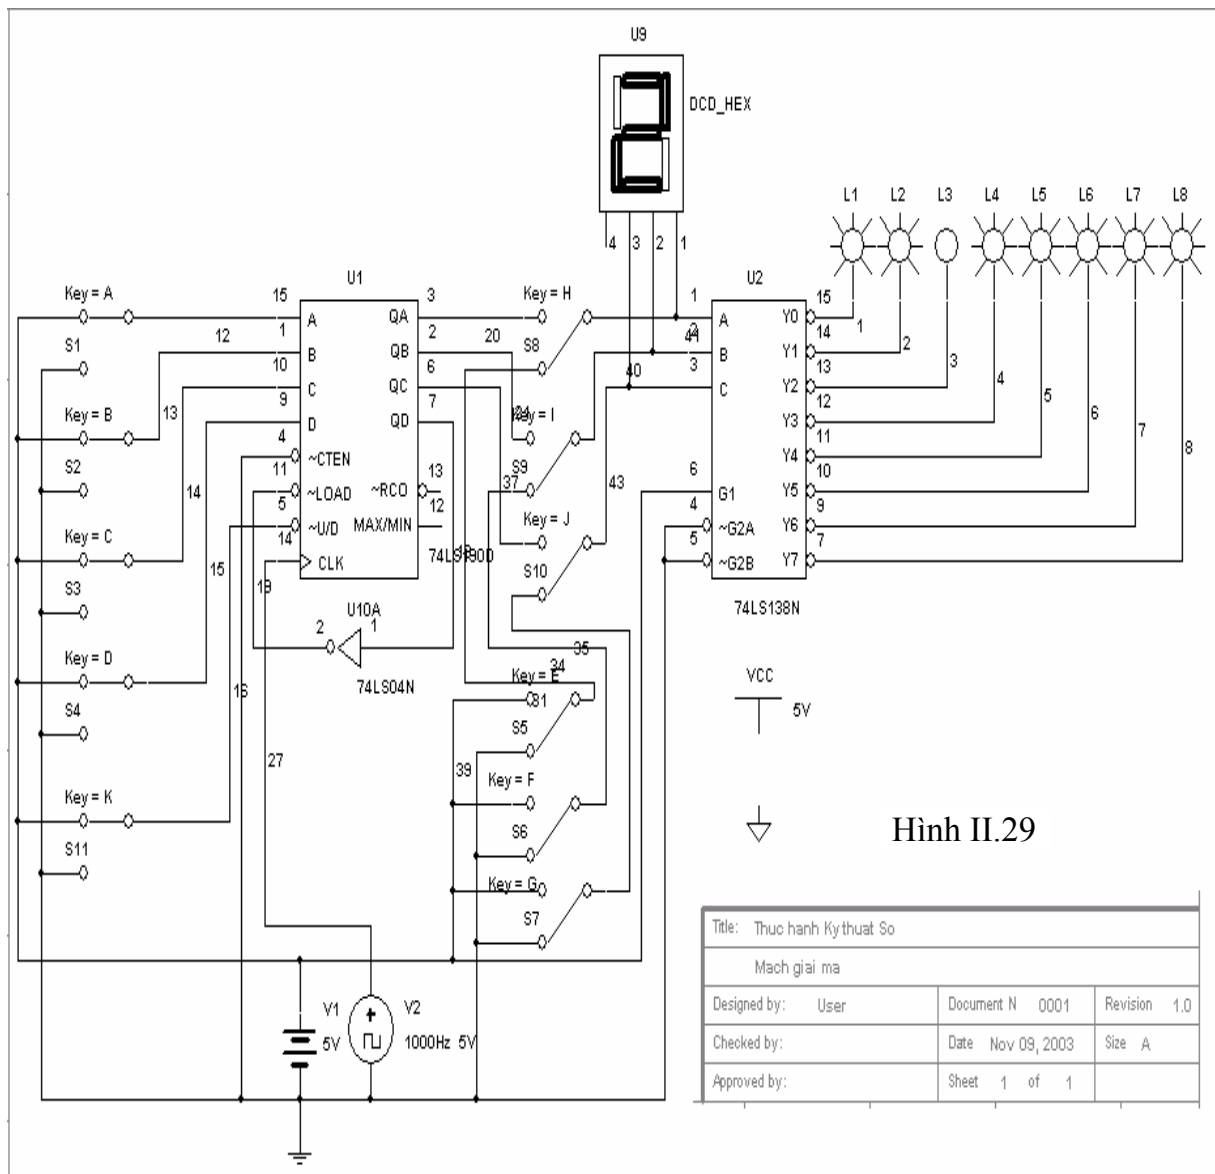 U9
DCD_HEX
4 3 2 1
L1 L2 L3 L4 L5 L6 L7 L8
U1
U2
Key = A
S1
Key = B
S2
Key = C
S3
Key = D
S4
Key = K
S11
12
13
14
15
16
19
27
15 A QA 3
1 B QB 2
10 C QC 6
9 D QD 7
4 ~CTEN
11 ~LOAD ~RCO 13
5 ~U/D MAX/MIN 12
14 CLK
U10A
2 1
74LS04N
Key = H
20
S8
S9
37
43
Key = J
S10
35
34
Key = E
S5
39
Key = F
S6
Key = G
S7
41
40
1 A Y0 15
B Y1 14
3 C Y2 13
Y3 12
Y4 11
6 G1 Y5 10
4 ~G2A Y6 9
5 ~G2B Y7 7
74LS138N
1 2 3 4 5 6 7 8
VCC
5V
Hình II.29
V1
5V
V2
1000Hz 5V
Title: Thuc hanh Ky thuat So
Mach giai ma
Designed by: User Document N 0001 Revision 1.0
Checked by: Date Nov 09, 2003 Size A
Approved by: Sheet 1 of 1